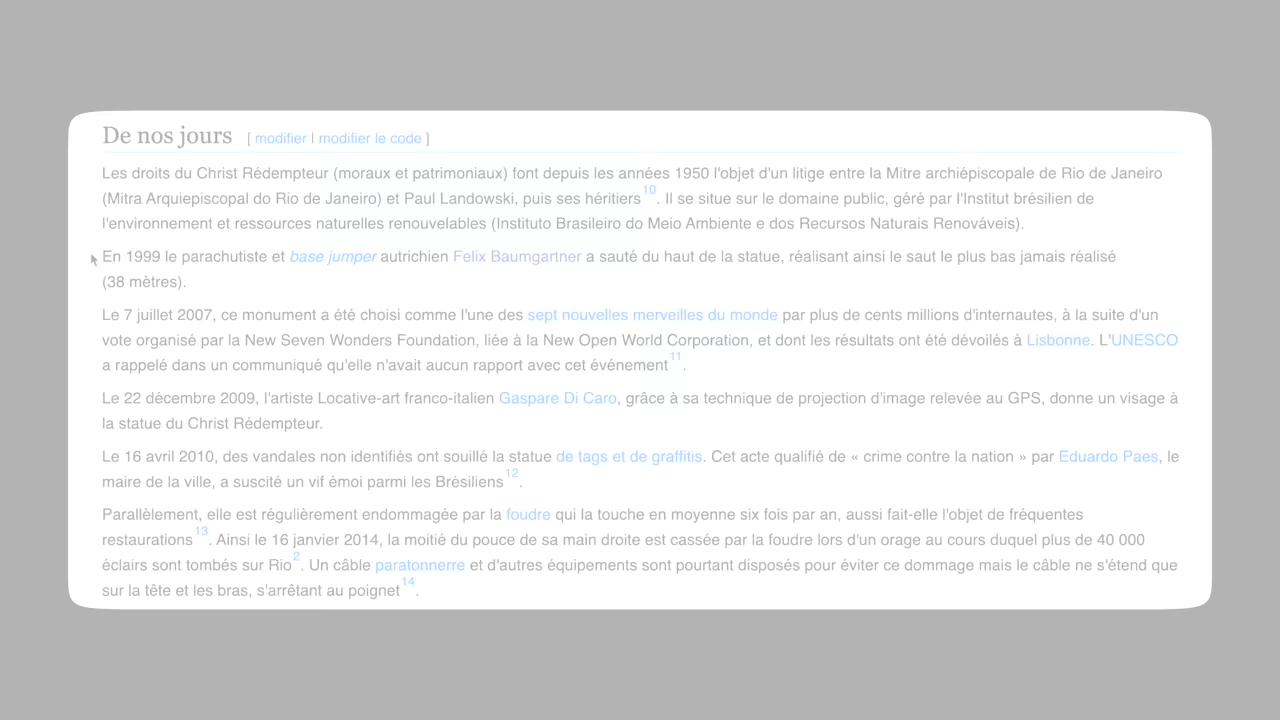 De nos jours [ modifier | modifier le code ]
Les droits du Christ Rédempteur (moraux et patrimoniaux) font depuis les années 1950 l'objet d'un litige entre la Mitre archiépiscopale de Rio de Janeiro
(Mitra Arquiepiscopal do Rio de Janeiro) et Paul Landowski, puis ses héritiers10. Il se situe sur le domaine public, géré par l'Institut brésilien de
l'environnement et ressources naturelles renouvelables (Instituto Brasileiro do Meio Ambiente e dos Recursos Naturais Renováveis).
En 1999 le parachutiste et base jumper autrichien Felix Baumgartner a sauté du haut de la statue, réalisant ainsi le saut le plus bas jamais réalisé
(38 mètres).
Le 7 juillet 2007, ce monument a été choisi comme l'une des sept nouvelles merveilles du monde par plus de cents millions d'internautes, à la suite d'un
vote organisé par la New Seven Wonders Foundation, liée à la New Open World Corporation, et dont les résultats ont été dévoilés à Lisbonne. L'UNESCO
a rappelé dans un communiqué qu'elle n'avait aucun rapport avec cet événement11.
Le 22 décembre 2009, l'artiste Locative-art franco-italien Gaspare Di Caro, grâce à sa technique de projection d'image relevée au GPS, donne un visage à
la statue du Christ Rédempteur.
Le 16 avril 2010, des vandales non identifiés ont souillé la statue de tags et de graffitis. Cet acte qualifié de « crime contre la nation » par Eduardo Paes, le
maire de la ville, a suscité un vif émoi parmi les Brésiliens12.
Parallèlement, elle est régulièrement endommagée par la foudre qui la touche en moyenne six fois par an, aussi fait-elle l'objet de fréquentes
restaurations13. Ainsi le 16 janvier 2014, la moitié du pouce de sa main droite est cassée par la foudre lors d'un orage au cours duquel plus de 40 000
éclairs sont tombés sur Rio2. Un câble paratonnerre et d'autres équipements sont pourtant disposés pour éviter ce dommage mais le câble ne s'étend que
sur la tête et les bras, s'arrêtant au poignet14.